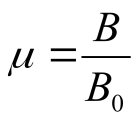 μ = B / B₀